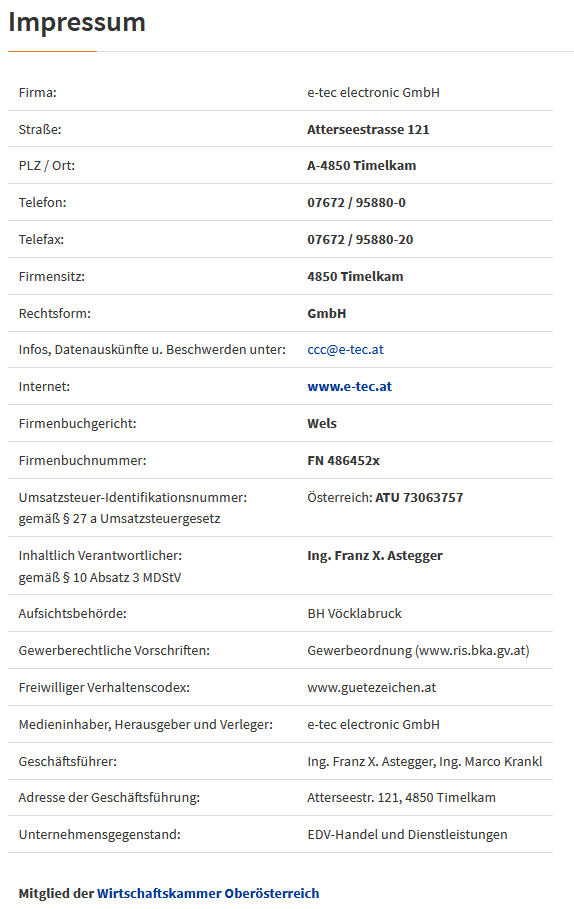 Impressum
Firma: e-tec electronic GmbH
Straße: Atterseestrasse 121
PLZ / Ort: A-4850 Timelkam
Telefon: 07672 / 95880-0
Telefax: 07672 / 95880-20
Firmensitz: 4850 Timelkam
Rechtsform: GmbH
Infos, Datenauskünfte u. Beschwerden unter: ccc@e-tec.at
Internet: www.e-tec.at
Firmenbuchgericht: Wels
Firmenbuchnummer: FN 486452x
Umsatzsteuer-Identifikationsnummer: Österreich: ATU 73063757
gemäß § 27 a Umsatzsteuergesetz
Inhaltlich Verantwortlicher: Ing. Franz X. Astegger
gemäß § 10 Absatz 3 MDStV
Aufsichtsbehörde: BH Vöcklabruck
Gewerberechtliche Vorschriften: Gewerbeordnung (www.ris.bka.gv.at)
Freiwilliger Verhaltenscodex: www.guetezeichen.at
Medieninhaber, Herausgeber und Verleger: e-tec electronic GmbH
Geschäftsführer: Ing. Franz X. Astegger, Ing. Marco Krankl
Adresse der Geschäftsführung: Atterseestr. 121, 4850 Timelkam
Unternehmensgegenstand: EDV-Handel und Dienstleistungen
Mitglied der Wirtschaftskammer Oberösterreich